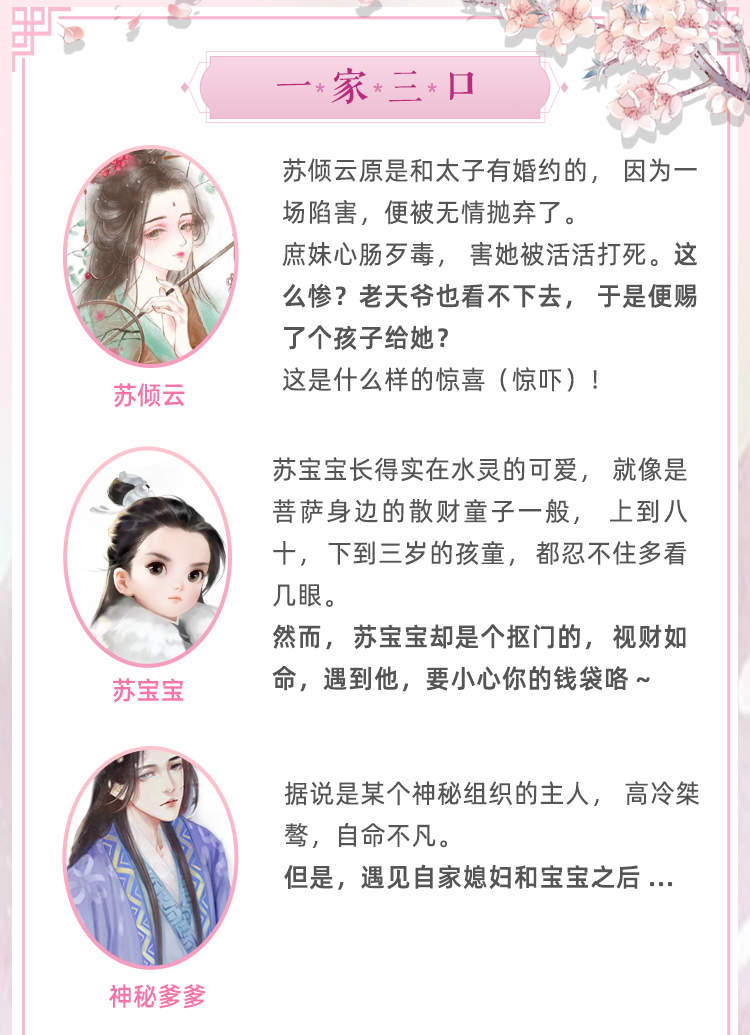 一*家*三*口
苏倾云原是和太子有婚约的， 因为一
场陷害，便被无情抛弃了。
庶妹心肠歹毒， 害她被活活打死。这
么惨？老天爷也看不下去， 于是便赐
了个孩子给她？
这是什么样的惊喜（惊吓）！
苏倾云
苏宝宝长得实在水灵的可爱， 就像是
菩萨身边的散财童子一般， 上到八
十， 下到三岁的孩童， 都忍不住多看
几眼。
然而， 苏宝宝却是个抠门的， 视财如
命，遇到他，要小心你的钱袋咯～
苏宝宝
据说是某个神秘组织的主人， 高冷桀
骜，自命不凡。
但是，遇见自家媳妇和宝宝之后 ...
神秘爹爹